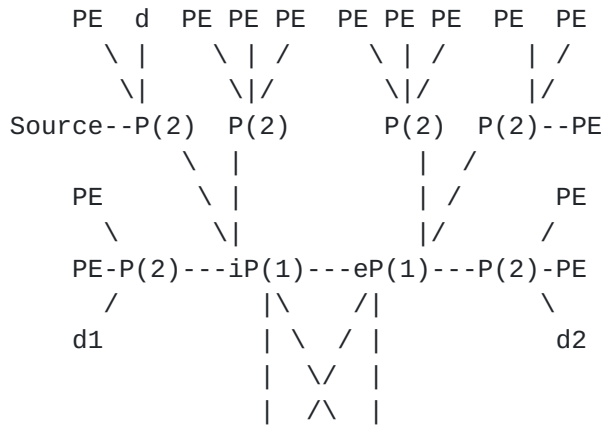 PE  d  PE PE PE  PE PE PE  PE  PE
\ |  \ | /  \ | /  | /
\|  \|/  \|/  |/
Source--P(2)  P(2)  P(2)  P(2)--PE
\  |  |  /
PE  \ |  | /  PE
\  \|  |/  /
PE-P(2)---iP(1)---eP(1)---P(2)-PE
/  |\  /|  \
d1  | \  / |  d2
|  \/  |
|  /\  |